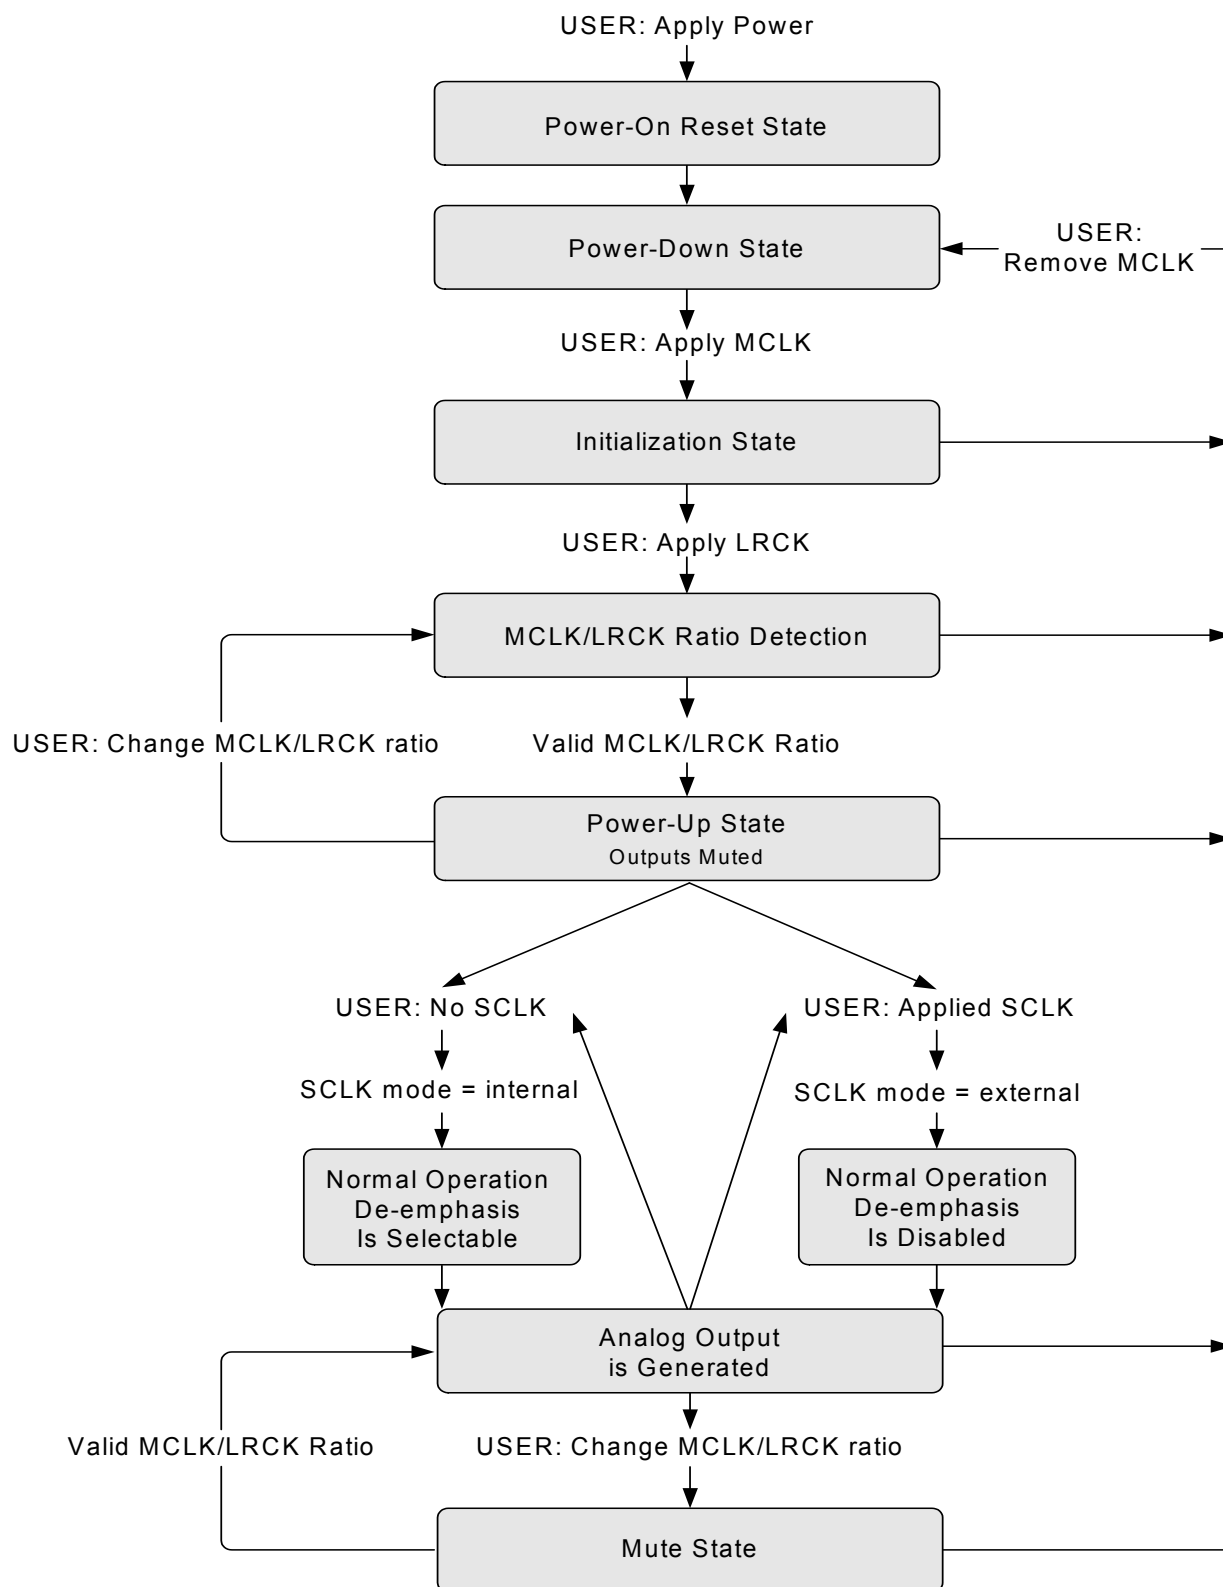 USER: Apply Power
Power-On Reset State
Power-Down State
USER:
Remove MCLK
USER: Apply MCLK
Initialization State
USER: Apply LRCK
MCLK/LRCK Ratio Detection
USER: Change MCLK/LRCK ratio
Valid MCLK/LRCK Ratio
Power-Up State
Outputs Muted
USER: No SCLK
USER: Applied SCLK
SCLK mode = internal
SCLK mode = external
Normal Operation
De-emphasis
Is Selectable
Normal Operation
De-emphasis
Is Disabled
Analog Output
is Generated
Valid MCLK/LRCK Ratio
USER: Change MCLK/LRCK ratio
Mute State